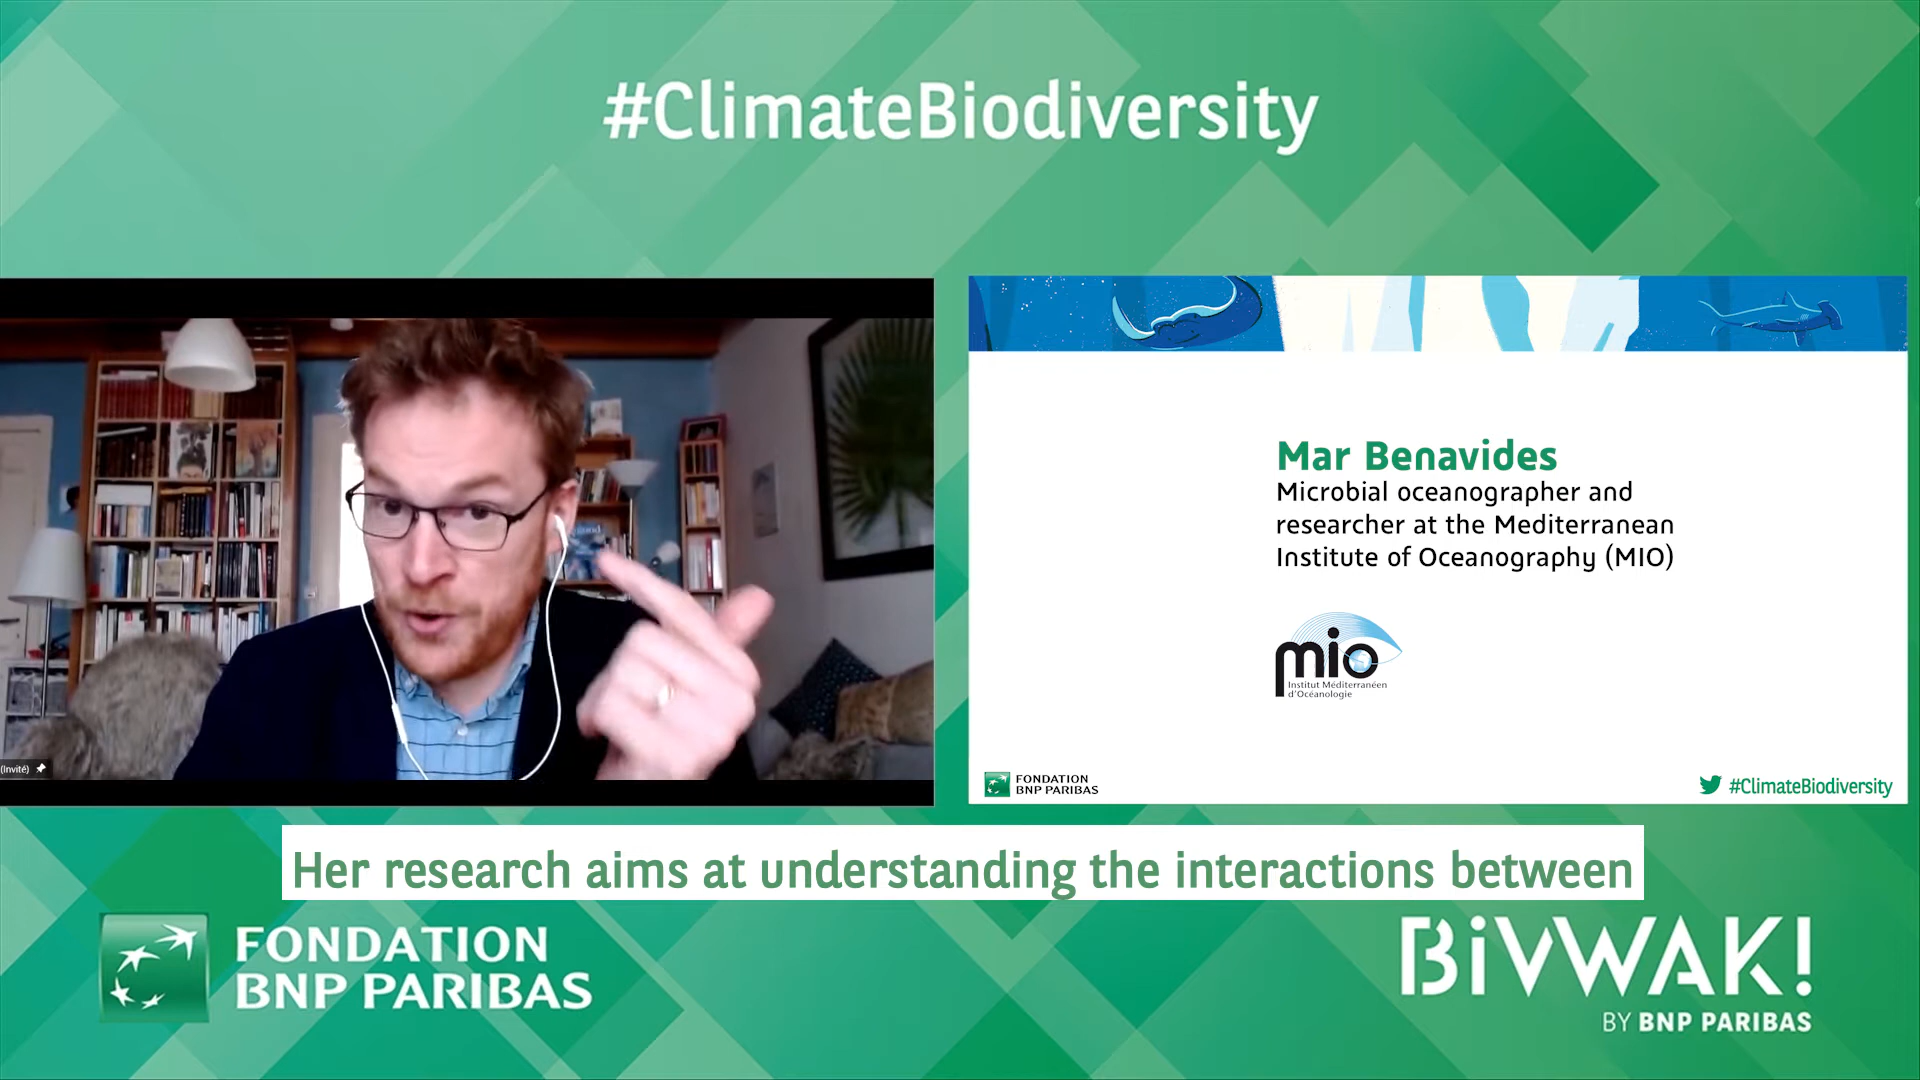 #ClimateBiodiversity
(Invité)
Mar Benavides
Microbial oceanographer and
researcher at the Mediterranean
Institute of Oceanography (MIO)
mio
Institut Méditerranéen
d'Océanologie
FONDATION
BNP PARIBAS
#ClimateBiodiversity
Her research aims at understanding the interactions between
FONDATION
BNP PARIBAS
BiVWAK!
BY BNP PARIBAS